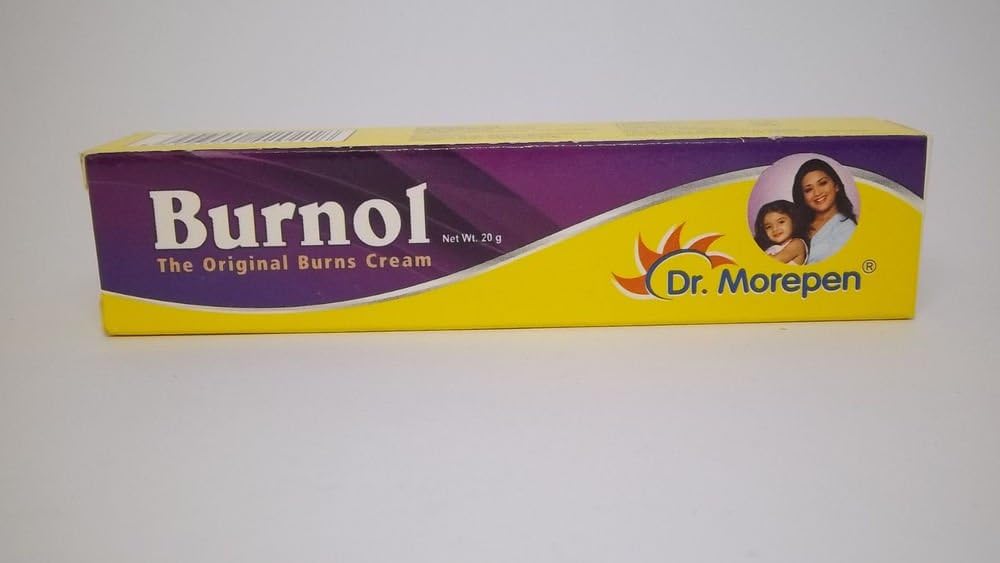 Burnol
Net Wt. 20 g
The Original Burns Cream
Dr. Morepen®